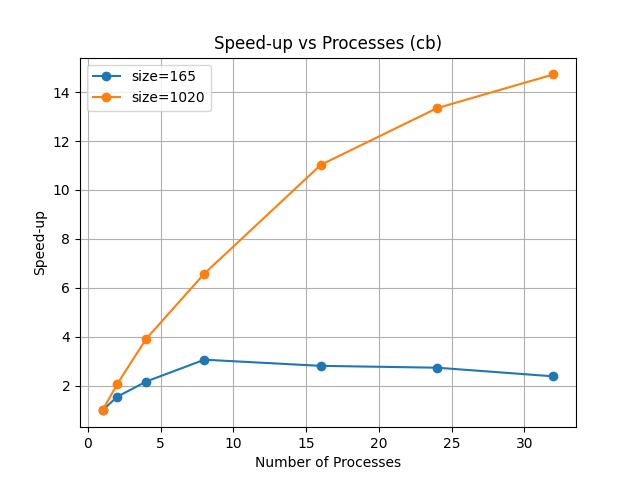 Speed-up vs Processes (cb)
size=165
size=1020
Speed-up
14
12
10
8
6
4
2
0 5 10 15 20 25 30
Number of Processes